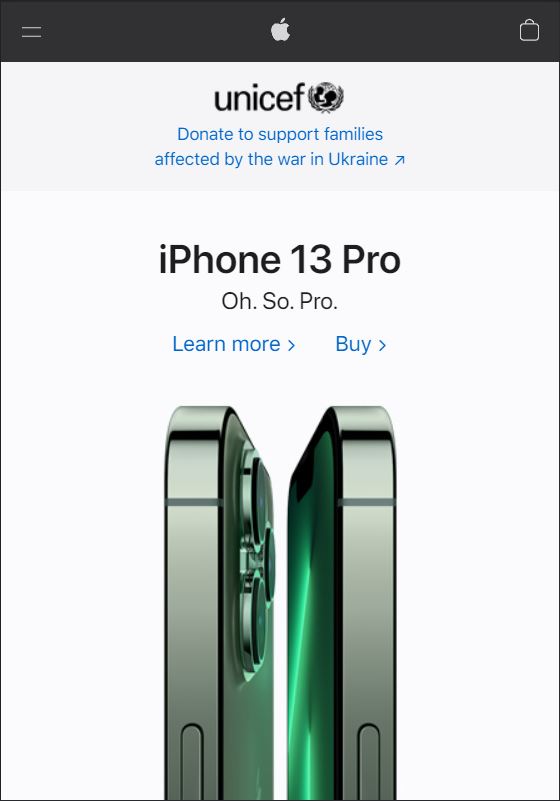 unicef
Donate to support families
affected by the war in Ukraine ↗
iPhone 13 Pro
Oh. So. Pro.
Learn more > Buy >